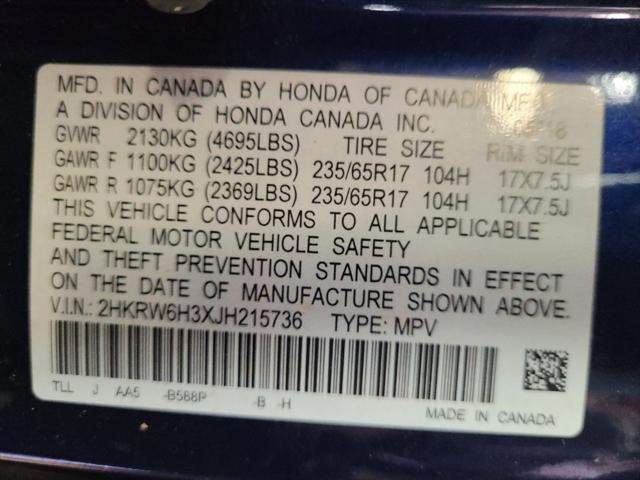 MFD. IN CANADA BY HONDA OF CANADA MFG.
A DIVISION OF HONDA CANADA INC.
GVWR 2130KG (4695LBS) TIRE SIZE RIM SIZE
GAWR F 1100KG (2425LBS) 235/65R17 104H 17X7.5J
GAWR R 1075KG (2369LBS) 235/65R17 104H 17X7.5J
THIS VEHICLE CONFORMS TO ALL APPLICABLE
FEDERAL MOTOR VEHICLE SAFETY
AND THEFT PREVENTION STANDARDS IN EFFECT
ON THE DATE OF MANUFACTURE SHOWN ABOVE.
V.I.N.: 2HKRW6H3XJH215736 TYPE: MPV
TLL J AA5 -B588P -B -H
MADE IN CANADA